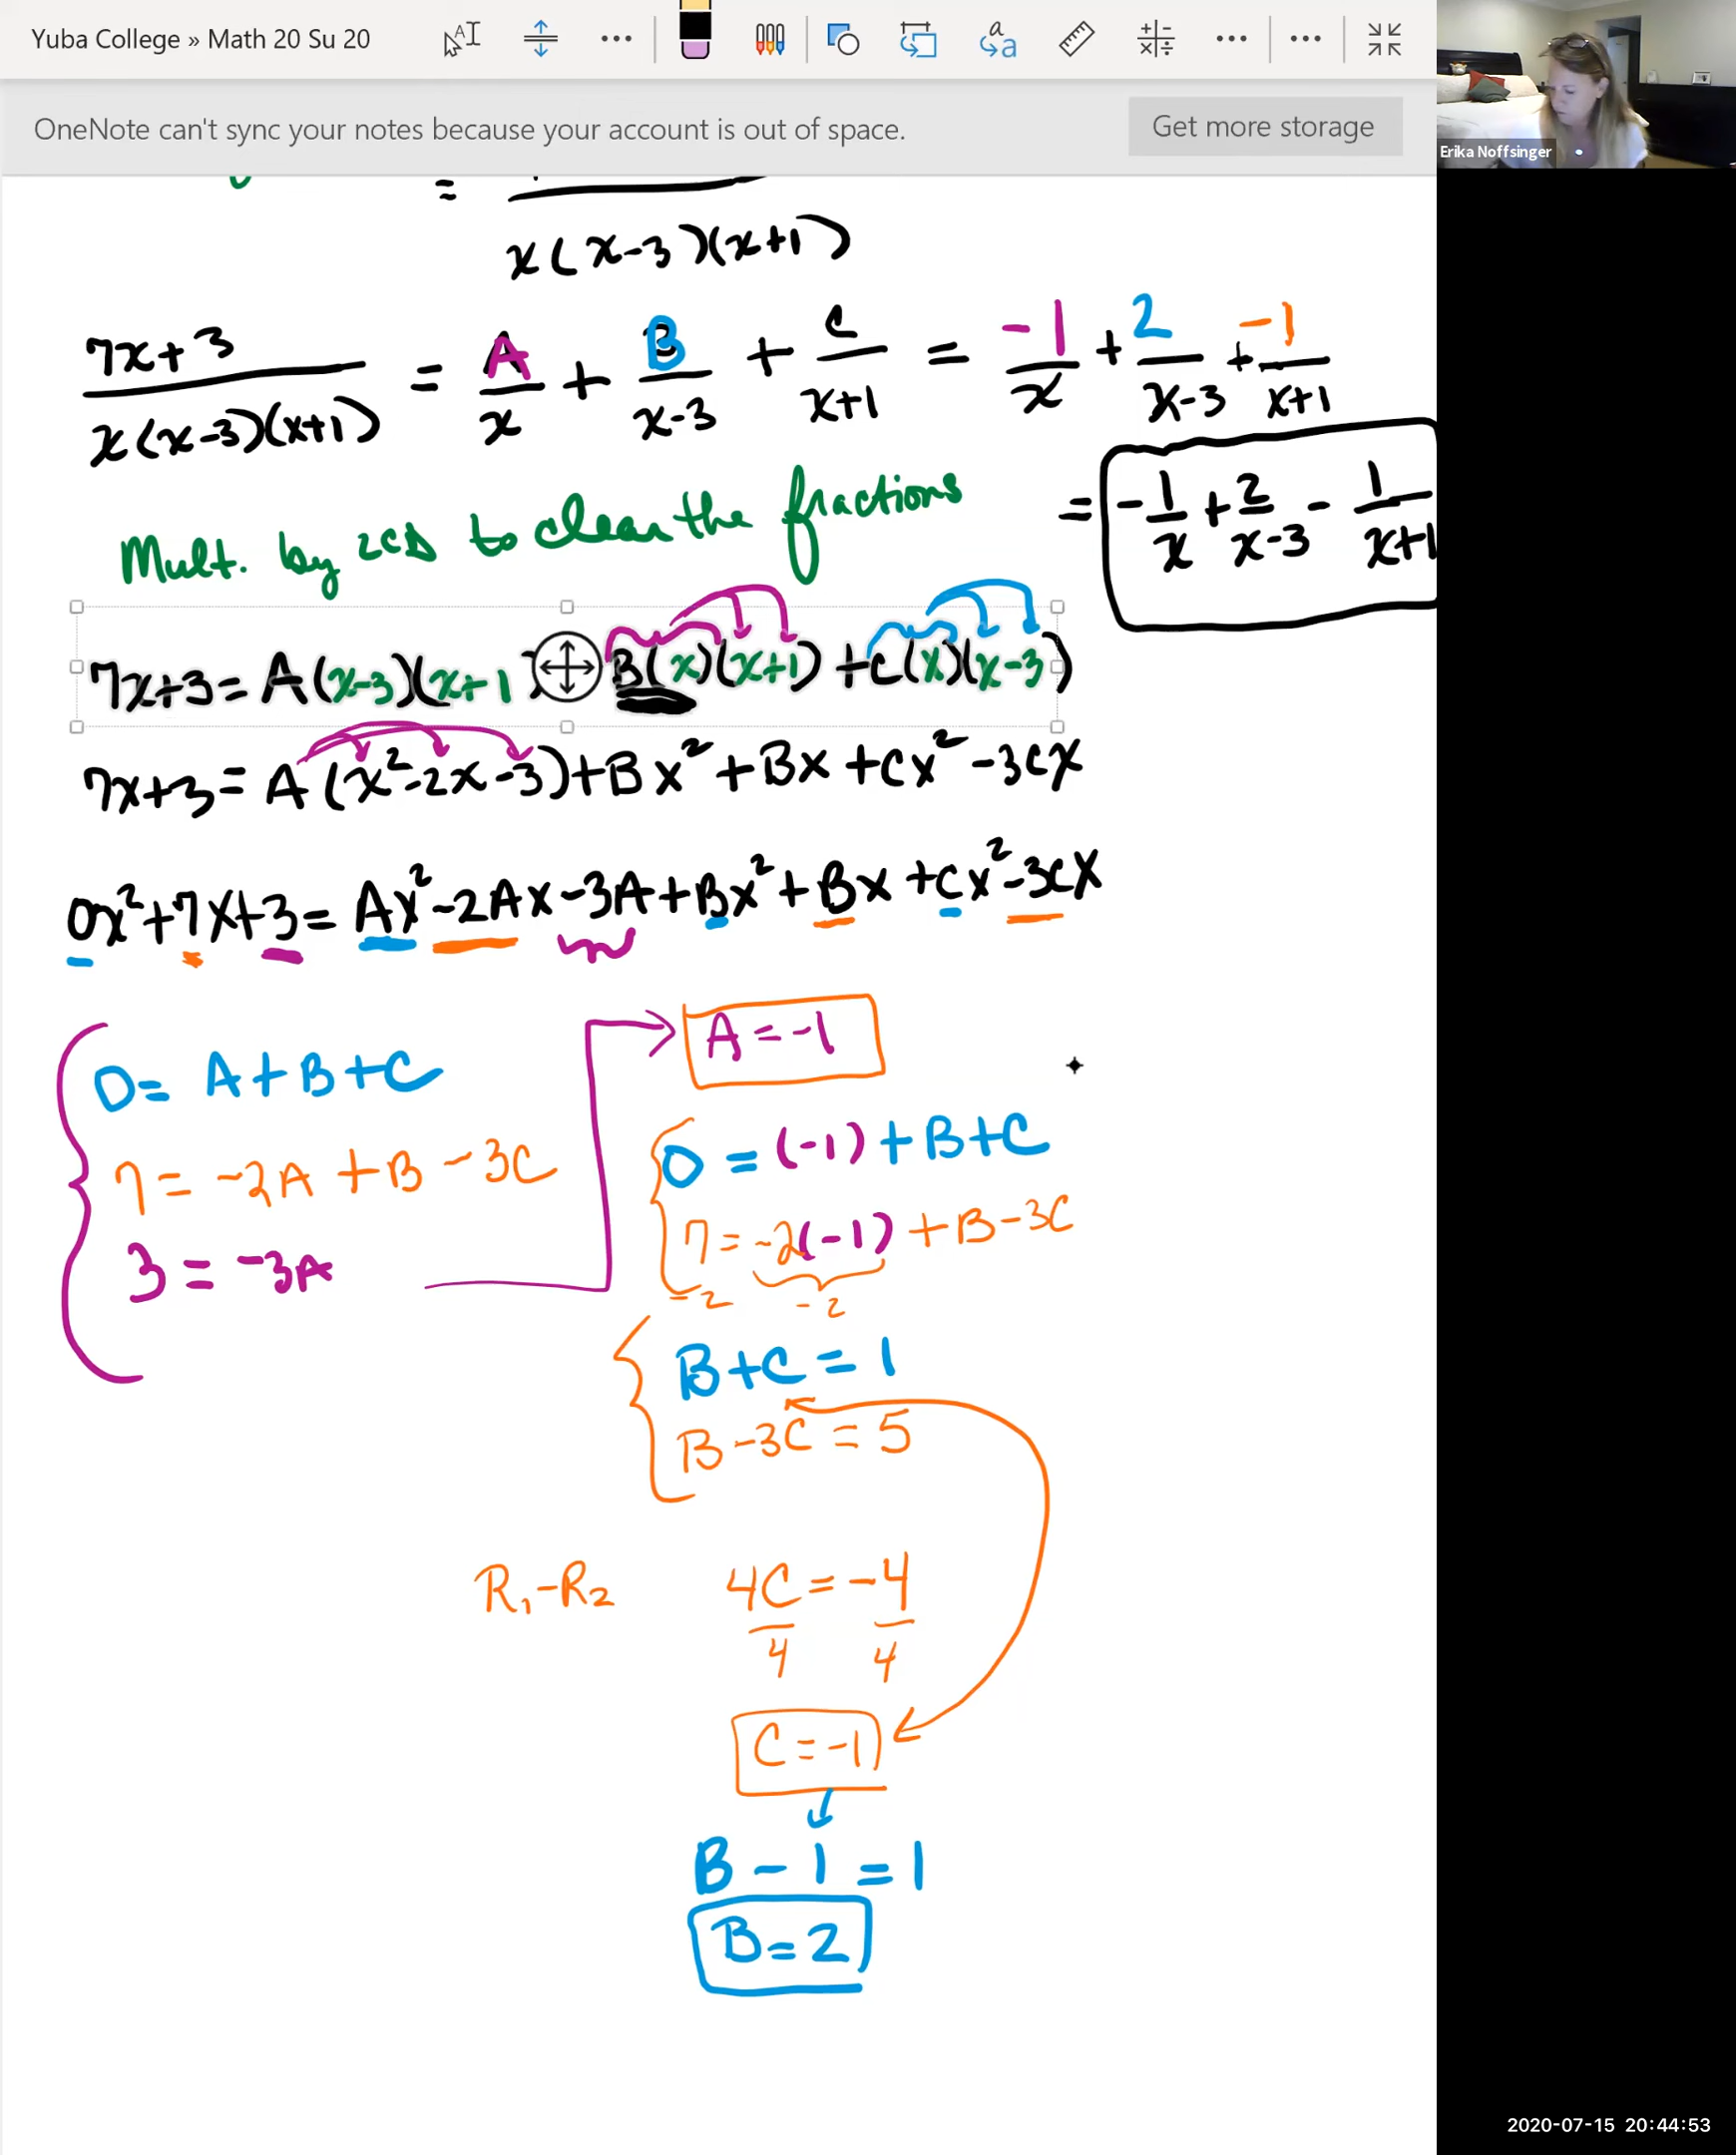 Yuba College » Math 20 Su 20
OneNote can't sync your notes because your account is out of space.
Get more storage
Erika Noffsinger
=
x(x-3)(x+1)
7x+3 / x(x-3)(x+1) = A/x + B/x-3 + C/x+1 = -1/x + 2/x-3 + -1/x+1
Mult. by LCD to clear the fractions
= -1/x + 2/x-3 - 1/x+1
7x+3 = A(x-3)(x+1) B(x)(x+1) + C(x)(x-3)
7x+3 = A(x²-2x-3)+Bx²+Bx+Cx²-3Cx
0x²+7x+3 = Ax²-2Ax-3A+Bx²+Bx+Cx²-3Cx
0 = A+B+C
7 = -2A+B-3C
3 = -3A
A = -1
0 = (-1)+B+C
7 = -2(-1)+B-3C
-2 -2
B+C = 1
B-3C = 5
R₁-R₂ 4C = -4
4 4
C = -1
B - 1 = 1
B = 2
2020-07-15 20:44:53